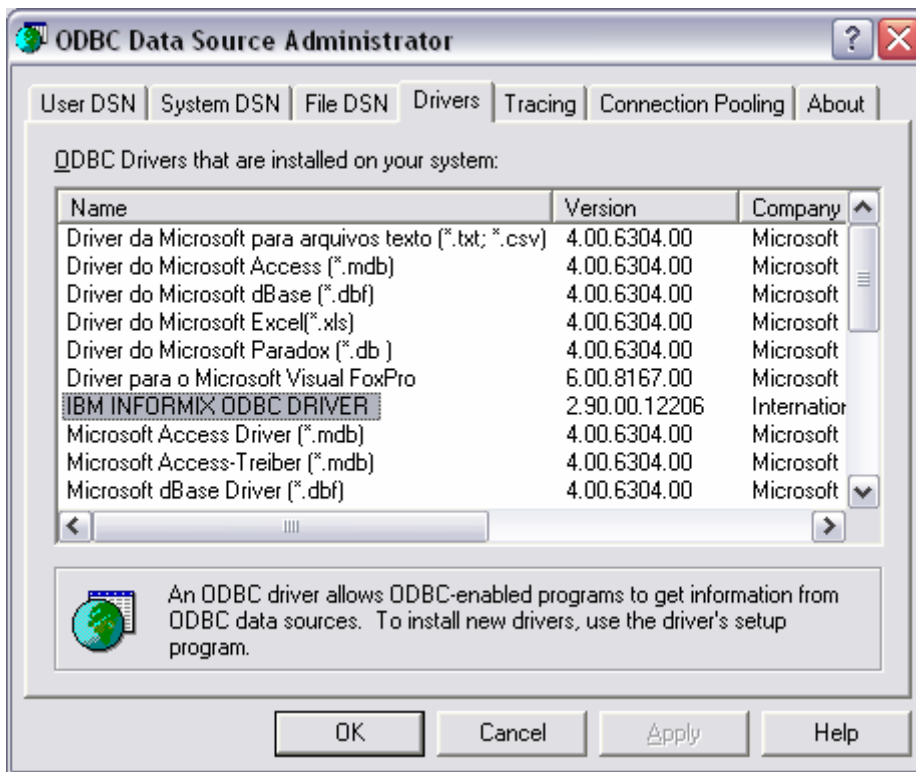 ODBC Data Source Administrator
User DSN System DSN File DSN Drivers Tracing Connection Pooling About
ODBC Drivers that are installed on your system:
Name Version Company
Driver da Microsoft para arquivos texto (*.txt; *.csv) 4.00.6304.00 Microsoft
Driver do Microsoft Access (*.mdb) 4.00.6304.00 Microsoft
Driver do Microsoft dBase (*.dbf) 4.00.6304.00 Microsoft
Driver do Microsoft Excel(*.xls) 4.00.6304.00 Microsoft
Driver do Microsoft Paradox (*.db ) 4.00.6304.00 Microsoft
Driver para o Microsoft Visual FoxPro 6.00.8167.00 Microsoft
IBM INFORMIX ODBC DRIVER 2.90.00.12206 Internation
Microsoft Access Driver (*.mdb) 4.00.6304.00 Microsoft
Microsoft Access-Treiber (*.mdb) 4.00.6304.00 Microsoft
Microsoft dBase Driver (*.dbf) 4.00.6304.00 Microsoft
An ODBC driver allows ODBC-enabled programs to get information from
ODBC data sources. To install new drivers, use the driver's setup
program.
OK Cancel Apply Help